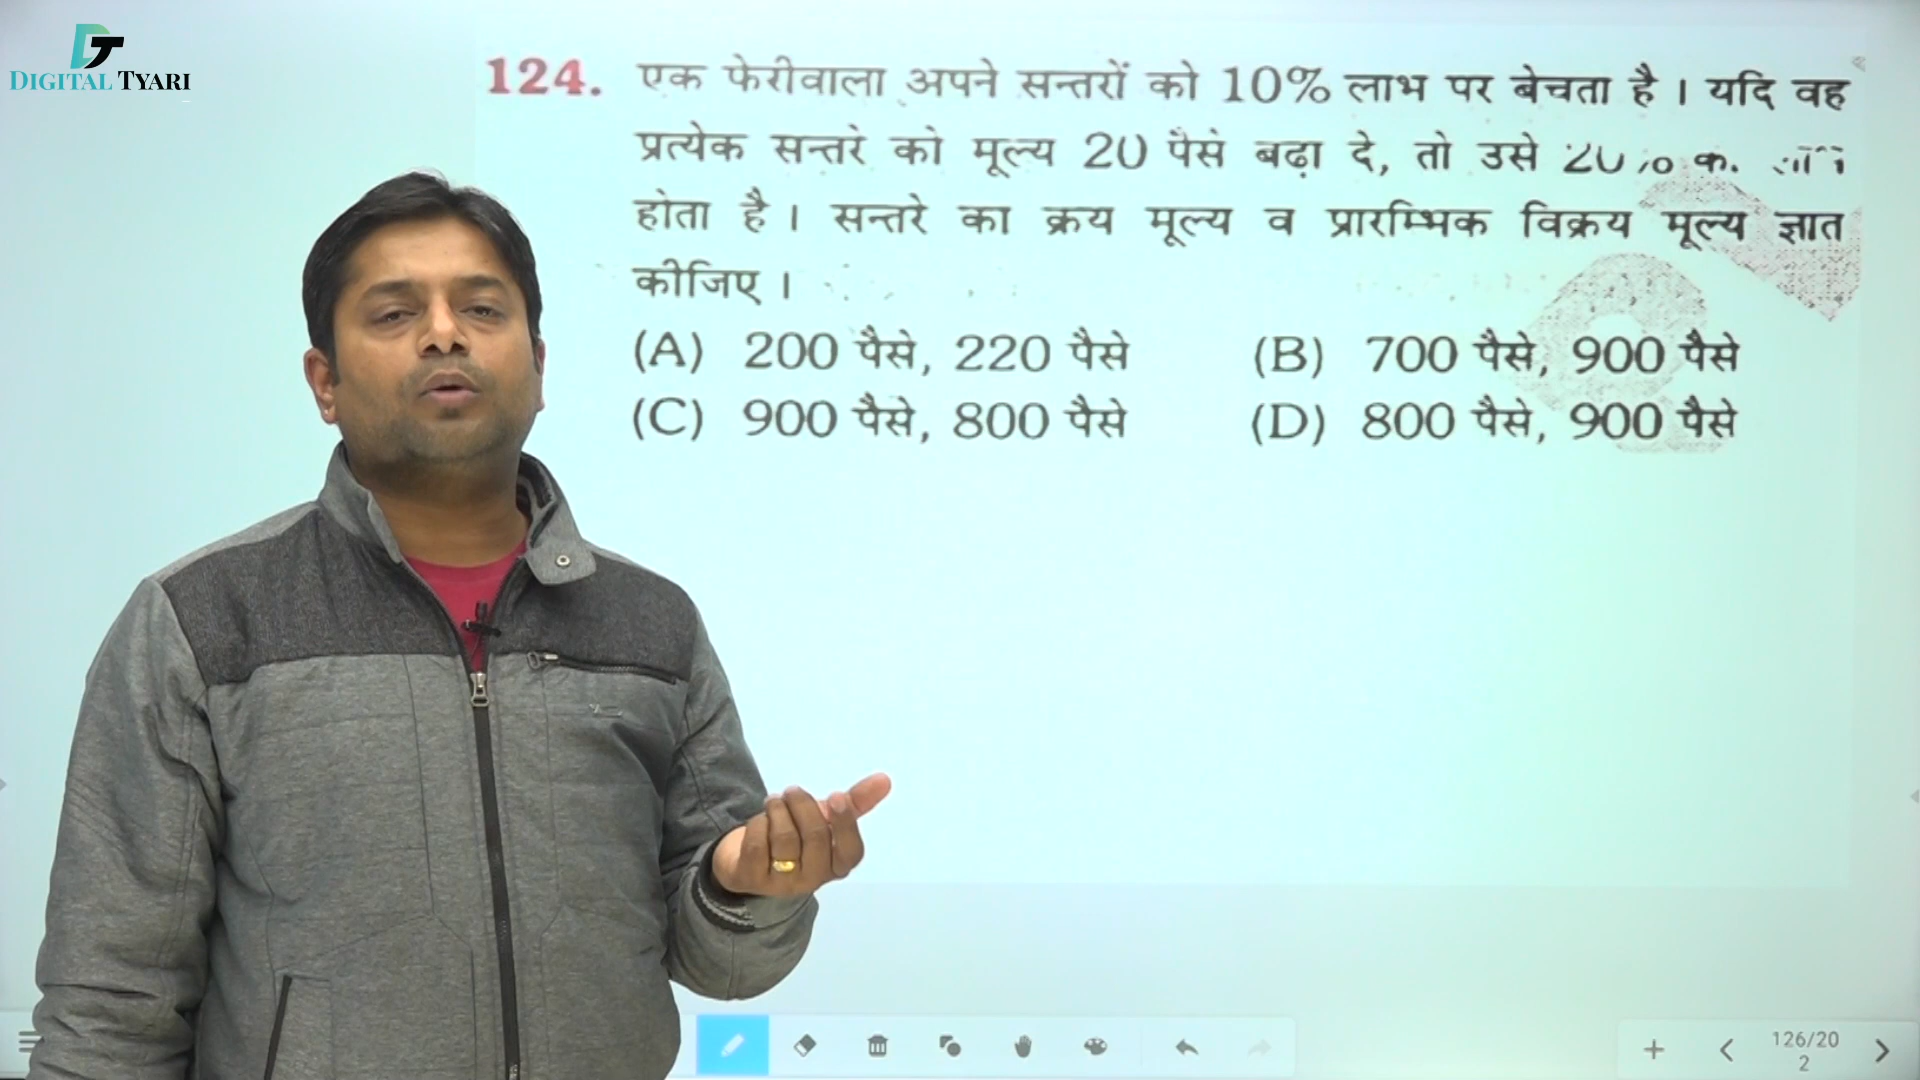 DIGITAL TYARI
124. एक फेरीवाला अपने सन्तरों को 10% लाभ पर बेचता है । यदि वह
प्रत्येक सन्तरे को मूल्य 20 पैसे बढ़ा दे, तो उसे 20%
होता है । सन्तरे का क्रय मूल्य व प्रारम्भिक विक्रय मूल्य ज्ञात
कीजिए ।
(A) 200 पैसे, 220 पैसे (B) 700 पैसे, 900 पैसे
(C) 900 पैसे, 800 पैसे (D) 800 पैसे, 900 पैसे
126/20
2